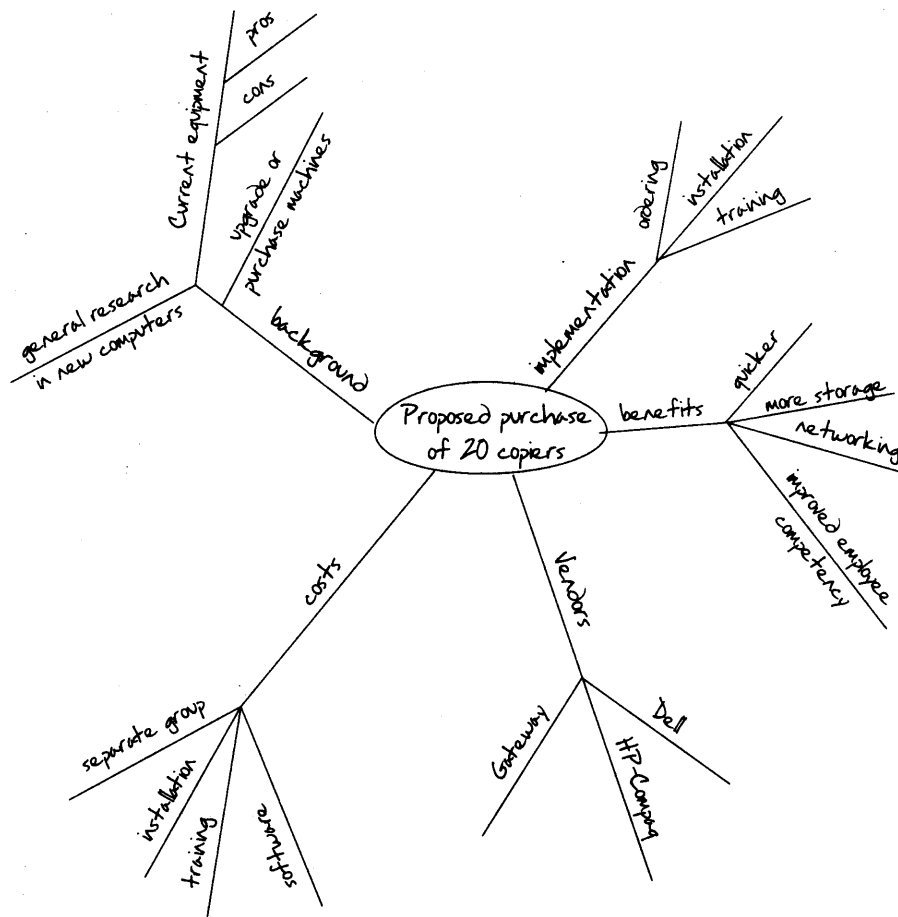 Proposed purchase
of 20 copiers
background
upgrade or
purchase machines
Current equipment
pros
cons
general research
in new computers
implementation
ordering
installation
training
benefits
quicker
more storage
networking
improved employee
competency
Vendors
Dell
HP-Compaq
Gateway
costs
software
training
installation
separate group